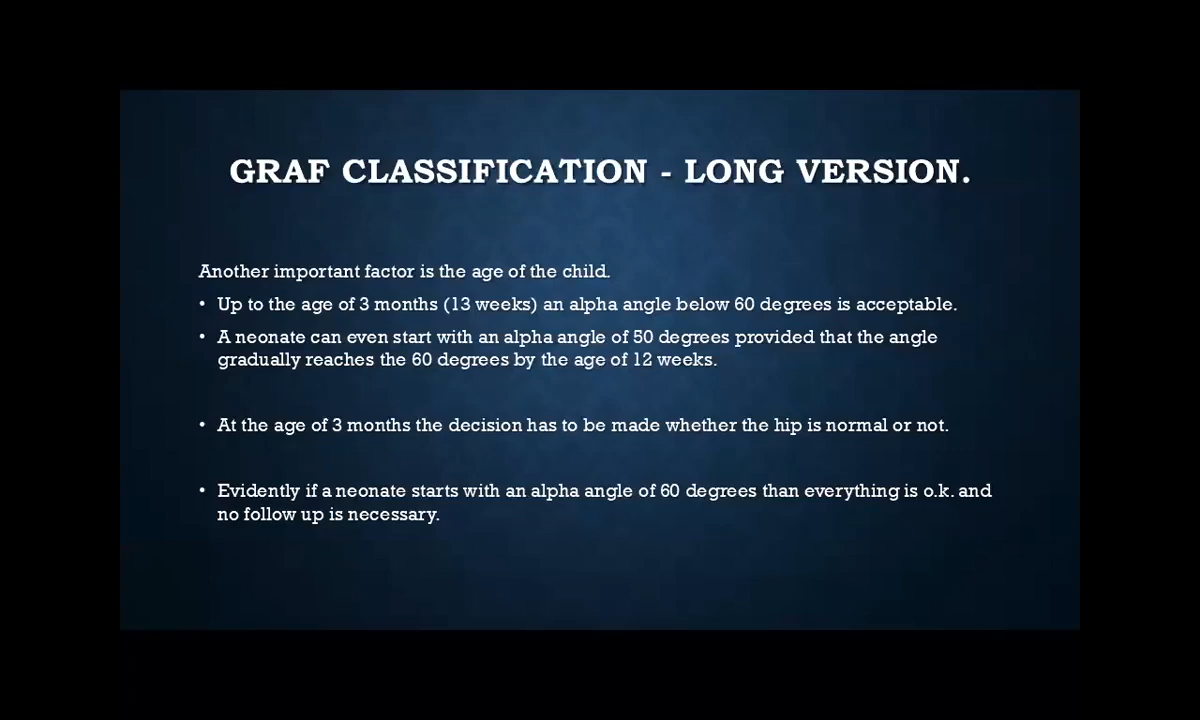 GRAF CLASSIFICATION - LONG VERSION.
Another important factor is the age of the child.
• Up to the age of 3 months (13 weeks) an alpha angle below 60 degrees is acceptable.
• A neonate can even start with an alpha angle of 50 degrees provided that the angle
gradually reaches the 60 degrees by the age of 12 weeks.
• At the age of 3 months the decision has to be made whether the hip is normal or not.
• Evidently if a neonate starts with an alpha angle of 60 degrees than everything is o.k. and
no follow up is necessary.